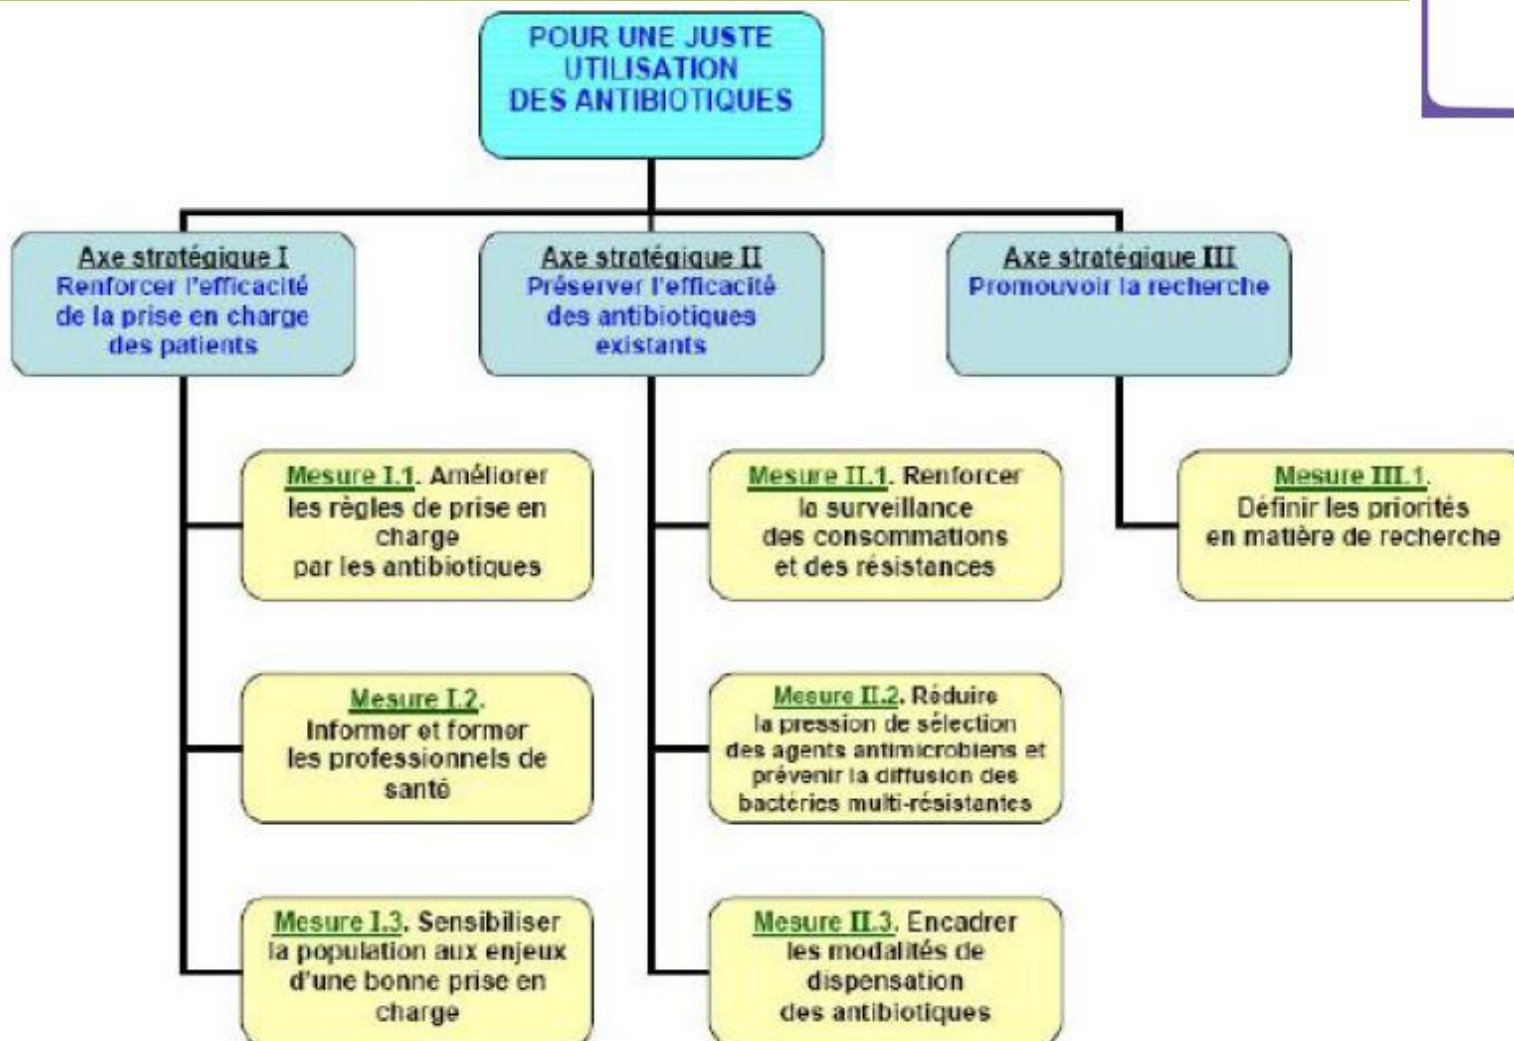 POUR UNE JUSTE
UTILISATION
DES ANTIBIOTIQUES
Axe stratégique I
Renforcer l'efficacité
de la prise en charge
des patients
Axe stratégique II
Préserver l'efficacité
des antibiotiques
existants
Axe stratégique III
Promouvoir la recherche
Mesure I.1. Améliorer
les règles de prise en
charge
par les antibiotiques
Mesure I.2.
Informer et former
les professionnels de
santé
Mesure I.3. Sensibiliser
la population aux enjeux
d'une bonne prise en
charge
Mesure II.1. Renforcer
la surveillance
des consommations
et des résistances
Mesure II.2. Réduire
la pression de sélection
des agents antimicrobiens et
prévenir la diffusion des
bactéries multi-résistantes
Mesure II.3. Encadrer
les modalités de
dispensation
des antibiotiques
Mesure III.1.
Définir les priorités
en matière de recherche